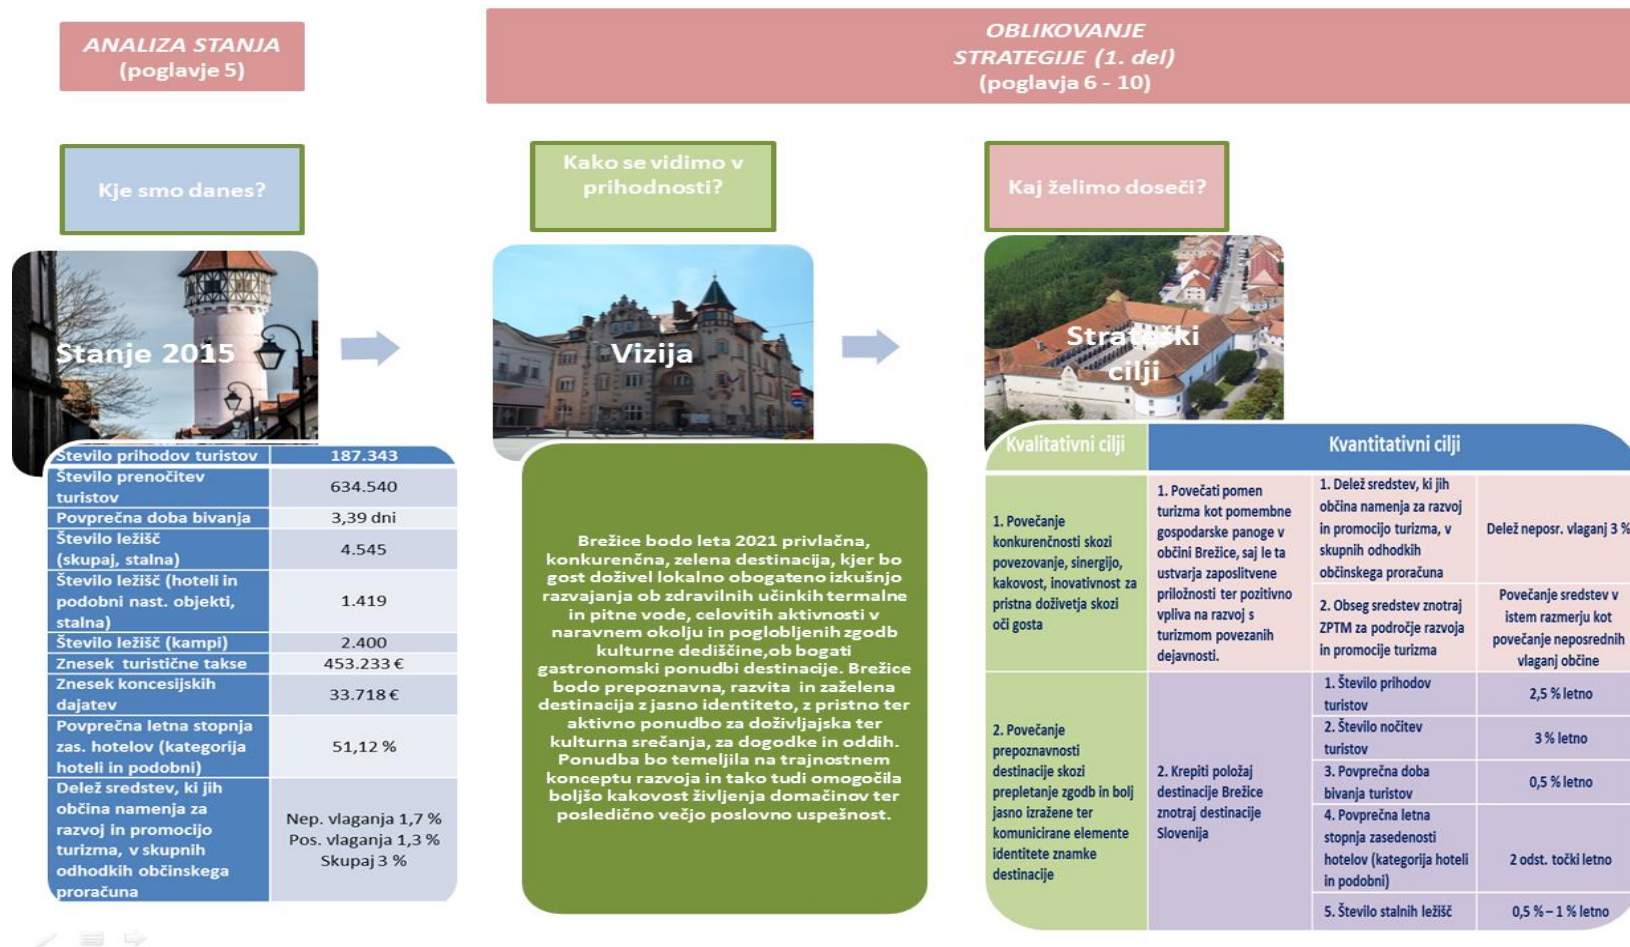 ANALIZA STANJA
(poglavje 5)
OBLIKOVANJE
STRATEGIJE (1. del)
(poglavja 6 - 10)
Kje smo danes?
Kako se vidimo v
prihodnosti?
Kaj želimo doseči?
Stanje 2015
Vizija
Strateški
cilji
Število prihodov turistov 187.343
Število prenočitev
turistov
634.540
Povprečna doba bivanja 3,39 dni
Število ležišč
(skupaj, stalna)
4.545
Število ležišč (hoteli in
podobni nast. objekti,
stalna)
1.419
Število ležišč (kampi) 2.400
Znesek turistične takse 453.233 €
Znesek koncesijskih
dajatev
33.718 €
Povprečna letna stopnja
zas. hotelov (kategorija
hoteli in podobni)
51,12 %
Delež sredstev, ki jih
občina namenja za
razvoj in promocijo
turizma, v skupnih
odhodkih občinskega
proračuna
Nep. vlaganja 1,7 %
Pos. vlaganja 1,3 %
Skupaj 3 %
Brežice bodo leta 2021 privlačna,
konkurenčna, zelena destinacija, kjer bo
gost doživel lokalno obogateno izkušnjo
razvajanja ob zdravilnih učinkih termalne
in pitne vode, celovitih aktivnosti v
naravnem okolju in poglobljenih zgodb
kulturne dediščine,ob bogati
gastronomski ponudbi destinacije. Brežice
bodo prepoznavna, razvita in zaželena
destinacija z jasno identiteto, z pristno ter
aktivno ponudbo za doživljajska ter
kulturna srečanja, za dogodke in oddih.
Ponudba bo temeljila na trajnostnem
konceptu razvoja in tako tudi omogočila
boljšo kakovost življenja domačinov ter
posledično večjo poslovno uspešnost.
Kvalitativni cilji
Kvantitativni cilji
1. Povečanje
konkurenčnosti skozi
povezovanje, sinergijo,
kakovost, inovativnost za
pristna doživetja skozi
oči gosta
1. Povečati pomen
turizma kot pomembne
gospodarske panoge v
občini Brežice, saj le ta
ustvarja zaposlitvene
priložnosti ter pozitivno
vpliva na razvoj s
turizmom povezanih
dejavnosti.
1. Delež sredstev, ki jih
občina namenja za razvoj
in promocijo turizma, v
skupnih odhodkih
občinskega proračuna
Delež neposr. vlaganj 3 %
2. Obseg sredstev znotraj
ZPTM za področje razvoja
in promocije turizma
Povečanje sredstev v
istem razmerju kot
povečanje neposrednih
vlaganj občine
2. Povečanje
prepoznavnosti
destinacije skozi
prepletanje zgodb in bolj
jasno izražene ter
komunicirane elemente
identitete znamke
destinacije
2. Krepiti položaj
destinacije Brežice
znotraj destinacije
Slovenija
1. Število prihodov
turistov
2,5 % letno
2. Število nočitev
turistov
3 % letno
3. Povprečna doba
bivanja turistov
0,5 % letno
4. Povprečna letna
stopnja zasedenosti
hotelov (kategorija hoteli
in podobni)
2 odst. točki letno
5. Število stalnih ležišč
0,5 % – 1 % letno